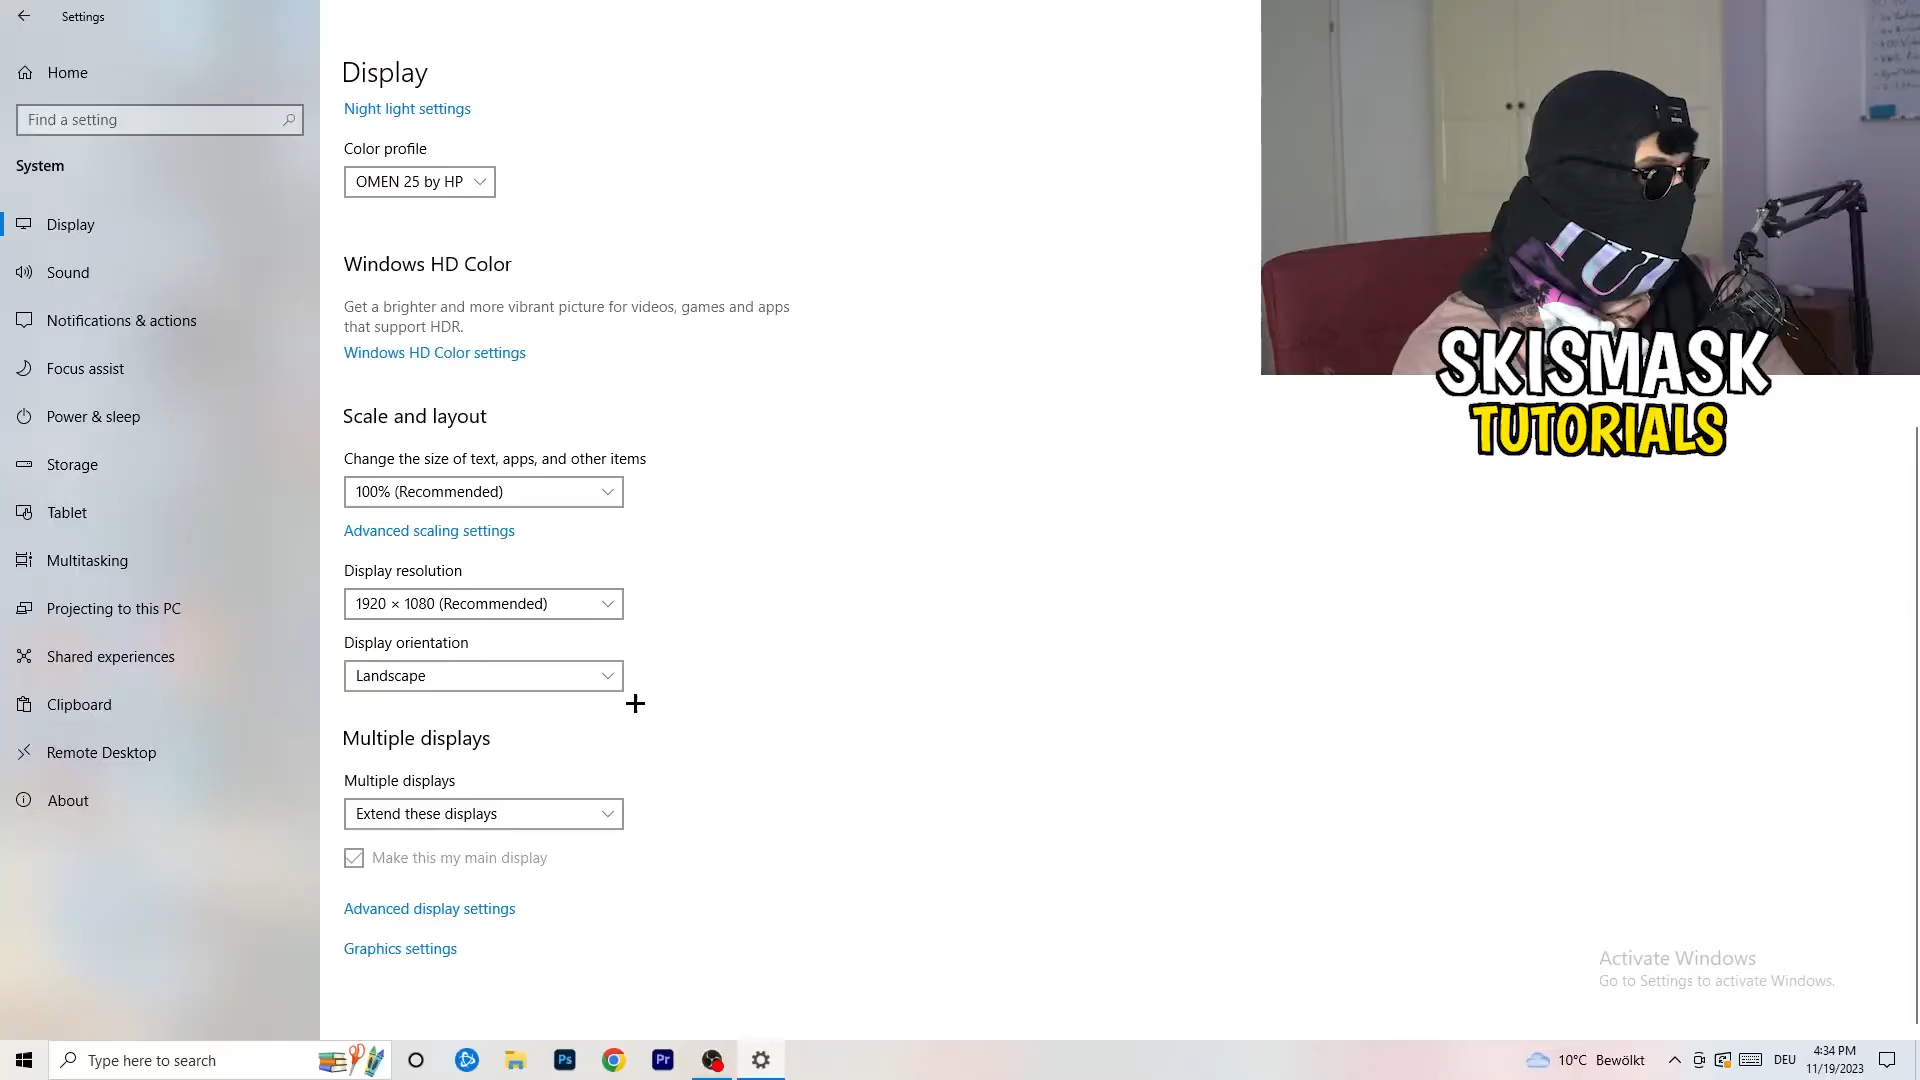 Settings
Home
Find a setting
System
Display
Sound
Notifications & actions
Focus assist
Power & sleep
Storage
Tablet
Multitasking
Projecting to this PC
Shared experiences
Clipboard
Remote Desktop
About
Display
Night light settings
Color profile
OMEN 25 by HP
Windows HD Color
Get a brighter and more vibrant picture for videos, games and apps
that support HDR.
Windows HD Color settings
Scale and layout
Change the size of text, apps, and other items
100% (Recommended)
Advanced scaling settings
Display resolution
1920 × 1080 (Recommended)
Display orientation
Landscape
Multiple displays
Multiple displays
Extend these displays
Make this my main display
Advanced display settings
Graphics settings
SKISMASK
TUTORIALS
Activate Windows
Go to Settings to activate Windows.
Type here to search
Ps
Pr
10°C Bewölkt
DEU
4:34 PM
11/19/2023